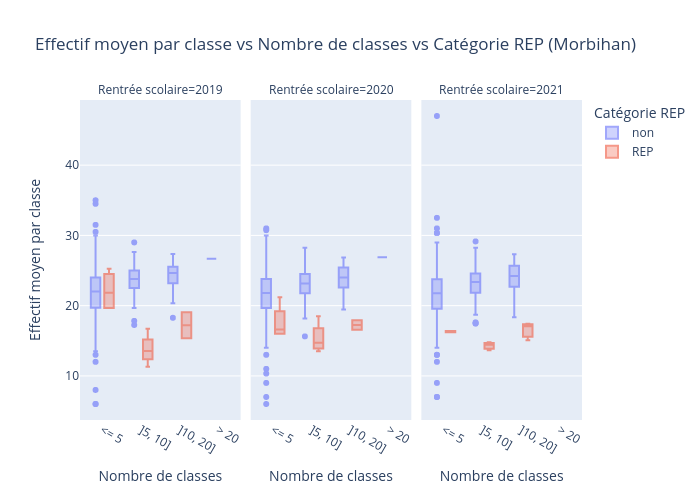 Effectif moyen par classe vs Nombre de classes vs Catégorie REP (Morbihan)
Rentrée scolaire=2019
Rentrée scolaire=2020
Rentrée scolaire=2021
Catégorie REP
non
REP
Effectif moyen par classe
40
30
20
10
<= 5
]5, 10]
]10, 20]
> 20
<= 5
]5, 10]
]10, 20]
> 20
<= 5
]5, 10]
]10, 20]
> 20
Nombre de classes
Nombre de classes
Nombre de classes